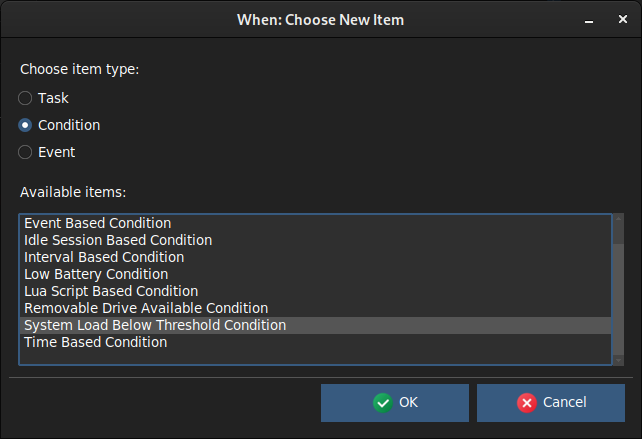 When: Choose New Item
Choose item type:
Task
Condition
Event
Available items:
Event Based Condition
Idle Session Based Condition
Interval Based Condition
Low Battery Condition
Lua Script Based Condition
Removable Drive Available Condition
System Load Below Threshold Condition
Time Based Condition
OK
Cancel